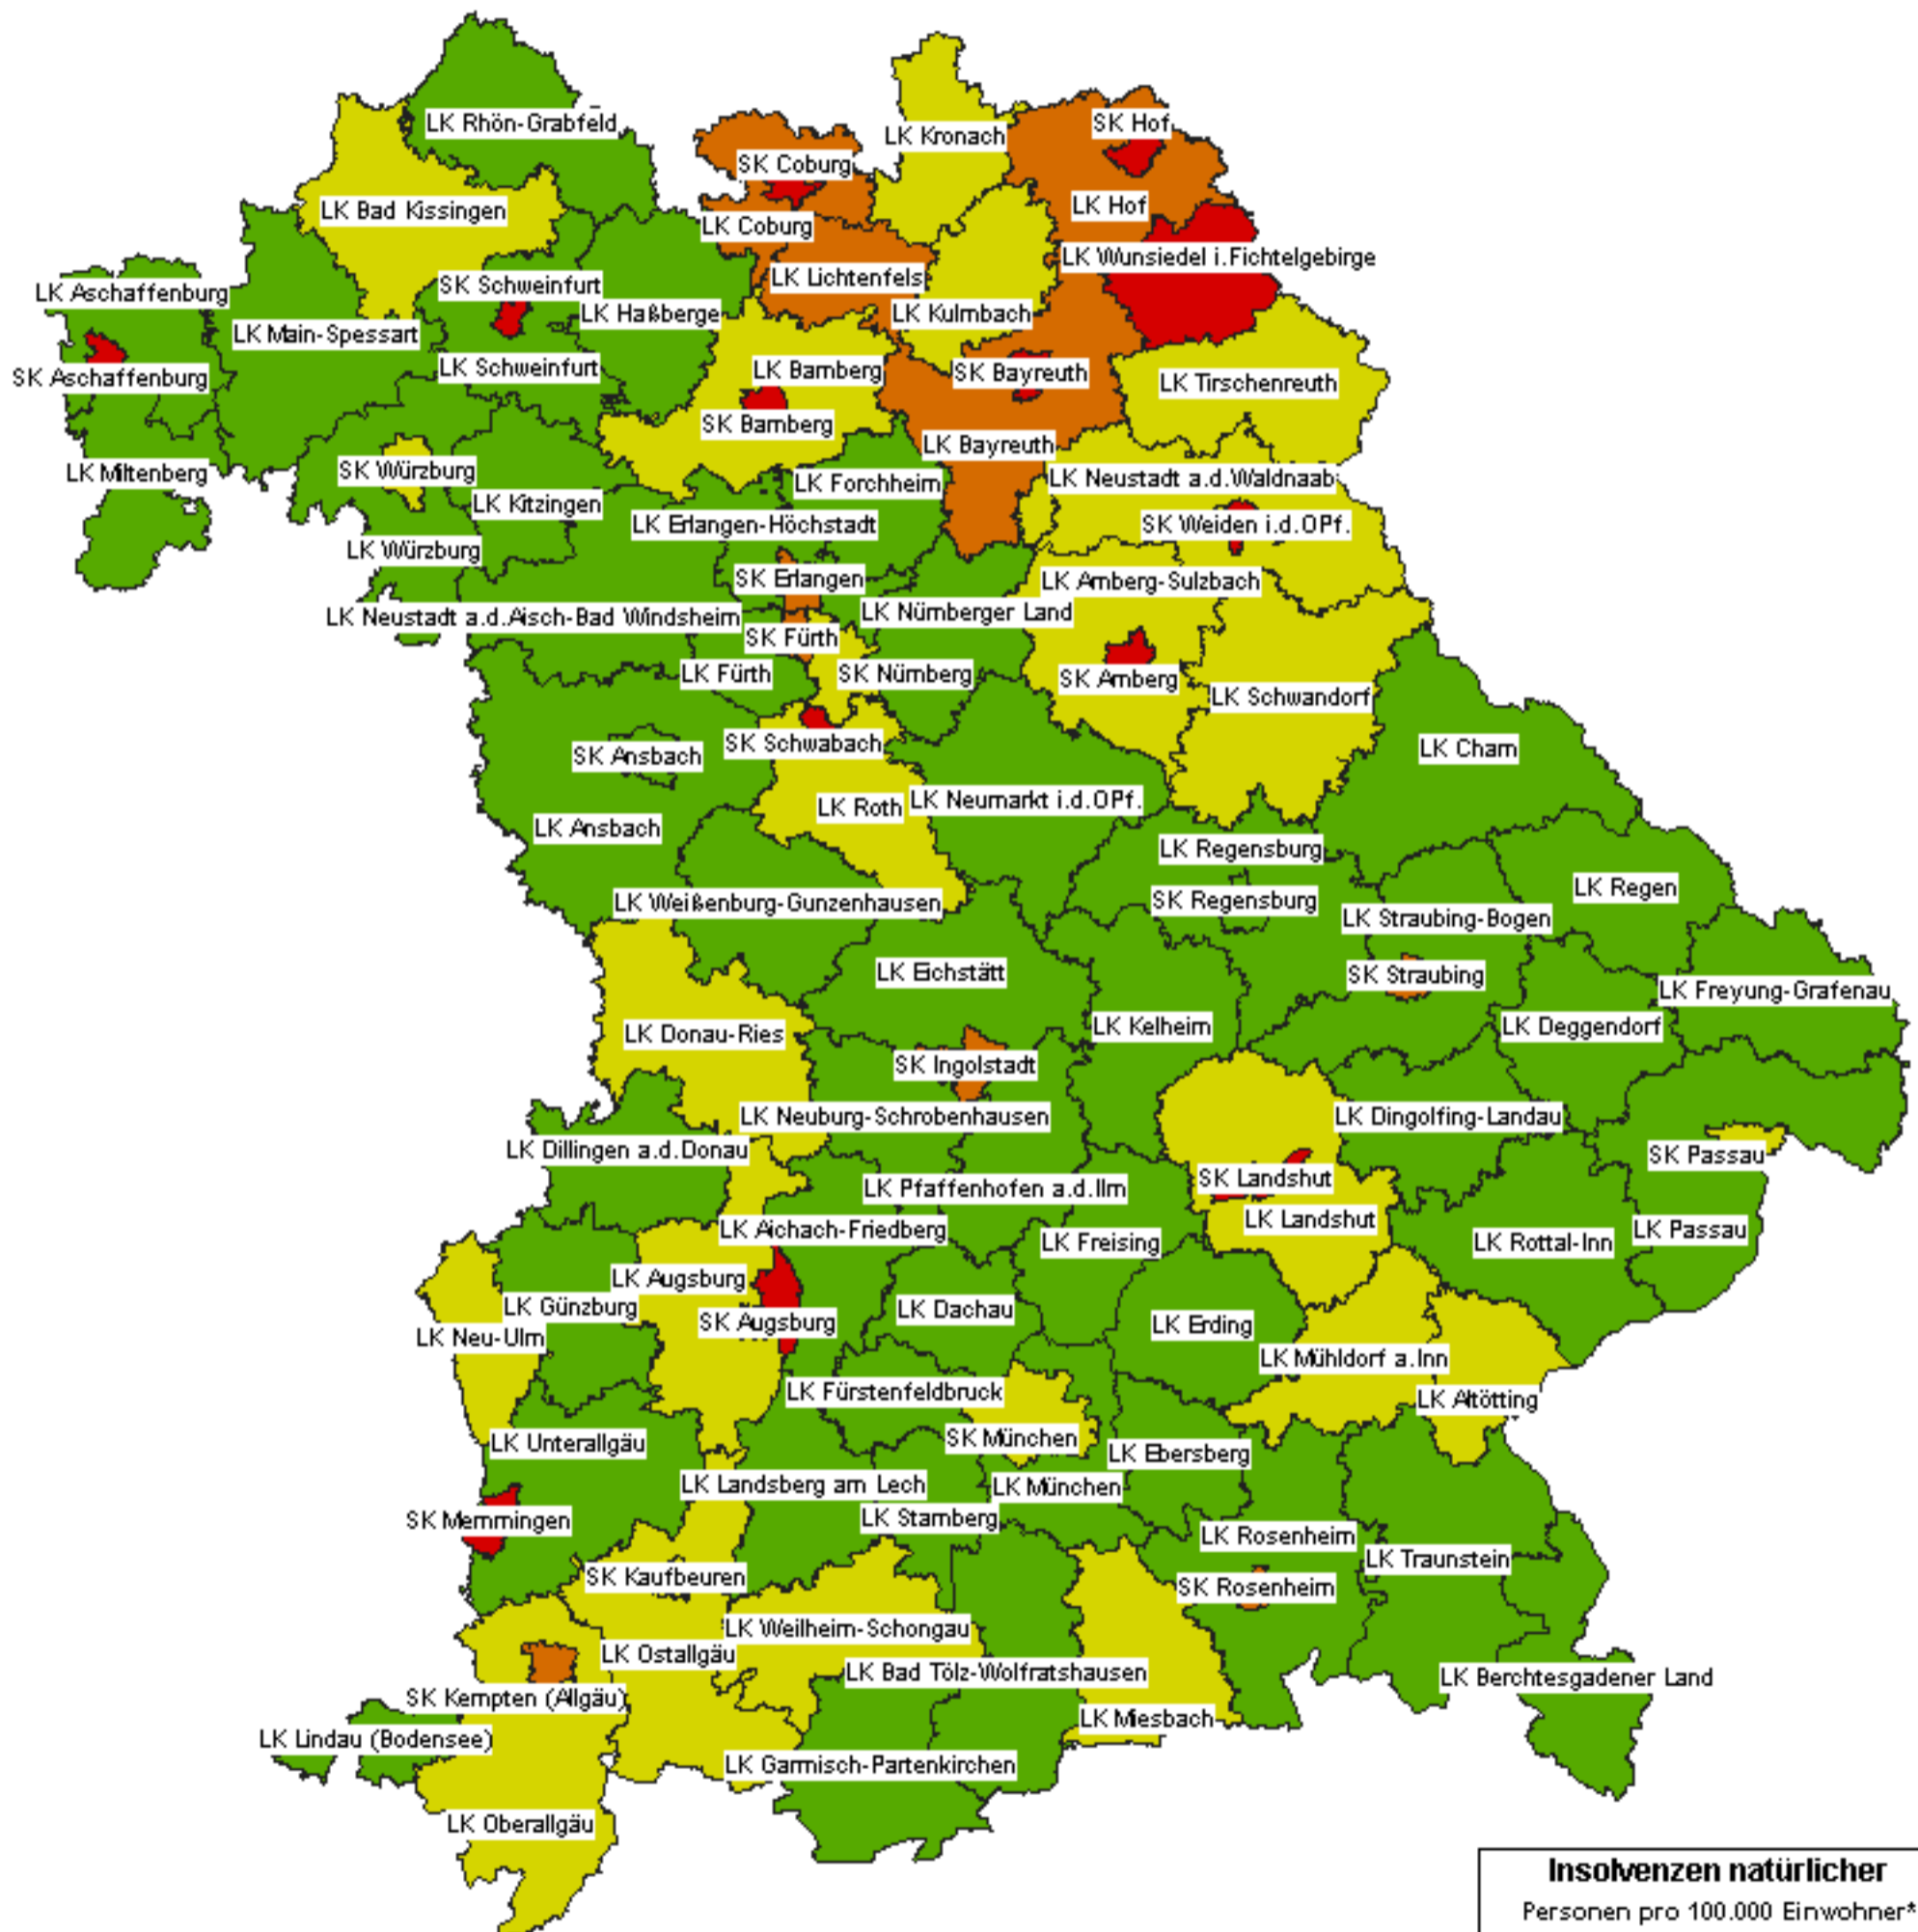 LK Rhön-Grabfeld
LK Kronach
SK Hof
SK Coburg
LK Bad Kissingen
LK Hof
LK Coburg
LK Wunsiedel i.Fichtelgebirge
LK Lichtenfels
SK Schweinfurt
LK Aschaffenburg
LK Haßberge
LK Kulmbach
LK Main-Spessart
LK Schweinfurt
LK Bamberg
SK Bayreuth
SK Aschaffenburg
LK Tirschenreuth
SK Bamberg
LK Bayreuth
SK Würzburg
LK Miltenberg
LK Forchheim
LK Neustadt a.d.Waldnaab
LK Kitzingen
LK Erlangen-Höchstadt
SK Weiden i.d.OPf.
LK Würzburg
SK Erlangen
LK Amberg-Sulzbach
LK Neustadt a.d.Aisch-Bad Windsheim
LK Nürnberger Land
SK Fürth
LK Fürth
SK Nürnberg
SK Amberg
LK Schwandorf
SK Schwabach
SK Ansbach
LK Cham
LK Roth
LK Neumarkt i.d.OPf.
LK Ansbach
LK Regensburg
LK Weißenburg-Gunzenhausen
SK Regensburg
LK Regen
LK Straubing-Bogen
LK Eichstätt
SK Straubing
LK Freyung-Grafenau
LK Donau-Ries
LK Kelheim
LK Deggendorf
SK Ingolstadt
LK Neuburg-Schrobenhausen
LK Dingolfing-Landau
LK Dillingen a.d.Donau
SK Passau
LK Pfaffenhofen a.d.Ilm
SK Landshut
LK Aichach-Friedberg
LK Landshut
LK Freising
LK Rottal-Inn
LK Passau
LK Augsburg
LK Günzburg
LK Dachau
SK Augsburg
LK Erding
LK Neu-Ulm
LK Mühldorf a.Inn
LK Fürstenfeldbruck
LK Altötting
LK Unterallgäu
SK München
LK Ebersberg
LK Landsberg am Lech
LK München
SK Memmingen
LK Starnberg
LK Rosenheim
LK Traunstein
SK Kaufbeuren
SK Rosenheim
LK Weilheim-Schongau
LK Ostallgäu
LK Bad Tölz-Wolfratshausen
LK Berchtesgadener Land
SK Kempten (Allgäu)
LK Miesbach
LK Lindau (Bodensee)
LK Garmisch-Partenkirchen
LK Oberallgäu
Insolvenzen natürlicher
Personen pro 100.000 Einwohner*